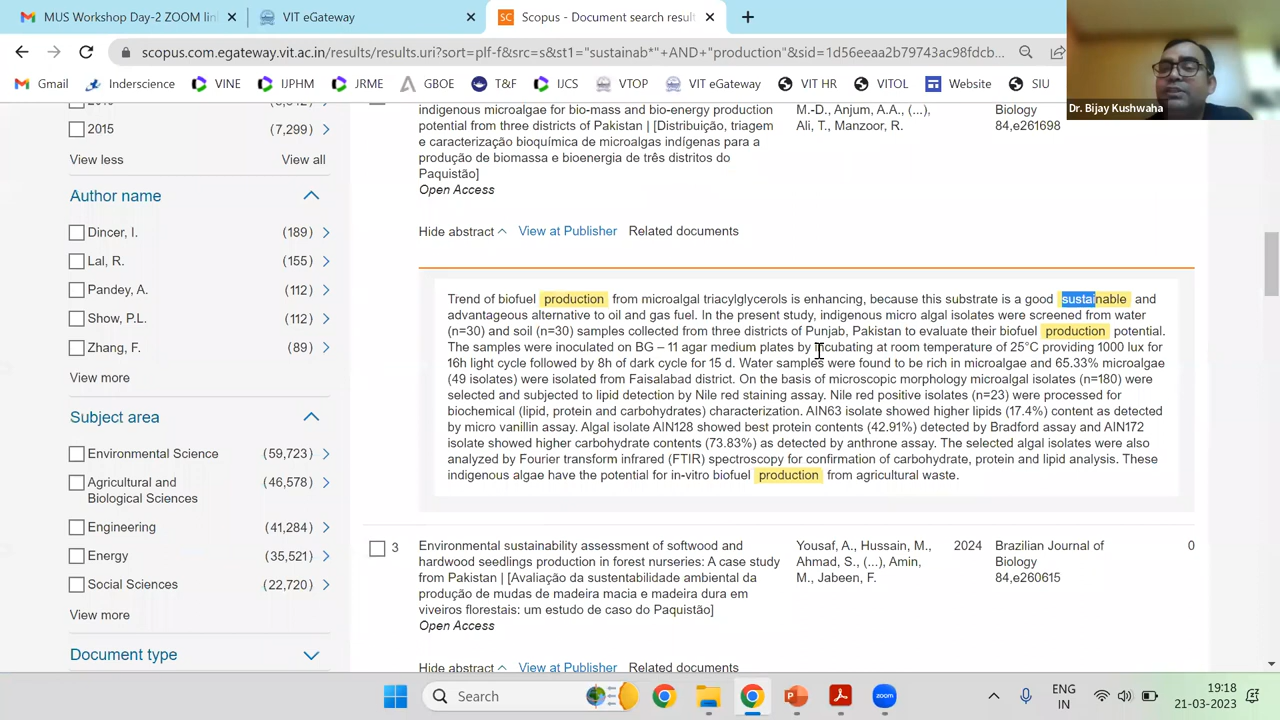 MUS Workshop Day-2 ZOOM lin
VIT eGateway
SC Scopus - Document search result
scopus.com.egateway.vit.ac.in/results/results.uri?sort=plf-f&src=s&st1="sustainab*"+AND+"production"&sid=1d56eeaa2b79743ac98fdcb...
Gmail
Inderscience
VINE
IJPHM
JRME
GBOE
T&F
IJCS
VTOP
VIT eGateway
VIT HR
VITOL
Website
SIU
Dr. Bijay Kushwaha
2015 (7,299)
View less View all
Author name
Dincer, I. (189)
Lal, R. (155)
Pandey, A. (112)
Show, P.L. (112)
Zhang, F. (89)
View more
Subject area
Environmental Science (59,723)
Agricultural and (46,578)
Biological Sciences
Engineering (41,284)
Energy (35,521)
Social Sciences (22,720)
View more
Document type
indigenous microalgae for bio-mass and bio-energy production
potential from three districts of Pakistan | [Distribuição, triagem
e caracterização bioquímica de microalgas indígenas para a
produção de biomassa e bioenergia de três distritos do
Paquistão]
Open Access
M.-D., Anjum, A.A., (...),
Ali, T., Manzoor, R.
Biology
84,e261698
Hide abstract View at Publisher Related documents
Trend of biofuel production from microalgal triacylglycerols is enhancing, because this substrate is a good sustainable and
advantageous alternative to oil and gas fuel. In the present study, indigenous micro algal isolates were screened from water
(n=30) and soil (n=30) samples collected from three districts of Punjab, Pakistan to evaluate their biofuel production potential.
The samples were inoculated on BG – 11 agar medium plates by incubating at room temperature of 25°C providing 1000 lux for
16h light cycle followed by 8h of dark cycle for 15 d. Water samples were found to be rich in microalgae and 65.33% microalgae
(49 isolates) were isolated from Faisalabad district. On the basis of microscopic morphology microalgal isolates (n=180) were
selected and subjected to lipid detection by Nile red staining assay. Nile red positive isolates (n=23) were processed for
biochemical (lipid, protein and carbohydrates) characterization. AIN63 isolate showed higher lipids (17.4%) content as detected
by micro vanillin assay. Algal isolate AIN128 showed best protein contents (42.91%) detected by Bradford assay and AIN172
isolate showed higher carbohydrate contents (73.83%) as detected by anthrone assay. The selected algal isolates were also
analyzed by Fourier transform infrared (FTIR) spectroscopy for confirmation of carbohydrate, protein and lipid analysis. These
indigenous algae have the potential for in-vitro biofuel production from agricultural waste.
3
Environmental sustainability assessment of softwood and
hardwood seedlings production in forest nurseries: A case study
from Pakistan | [Avaliação da sustentabilidade ambiental da
produção de mudas de madeira macia e madeira dura em
viveiros florestais: um estudo de caso do Paquistão]
Open Access
Yousaf, A., Hussain, M.,
Ahmad, S., (...), Amin,
M., Jabeen, F.
2024
Brazilian Journal of
Biology
84,e260615
0
Hide abstract View at Publisher Related documents
Search
zoom
ENG
IN
19:18
21-03-2023